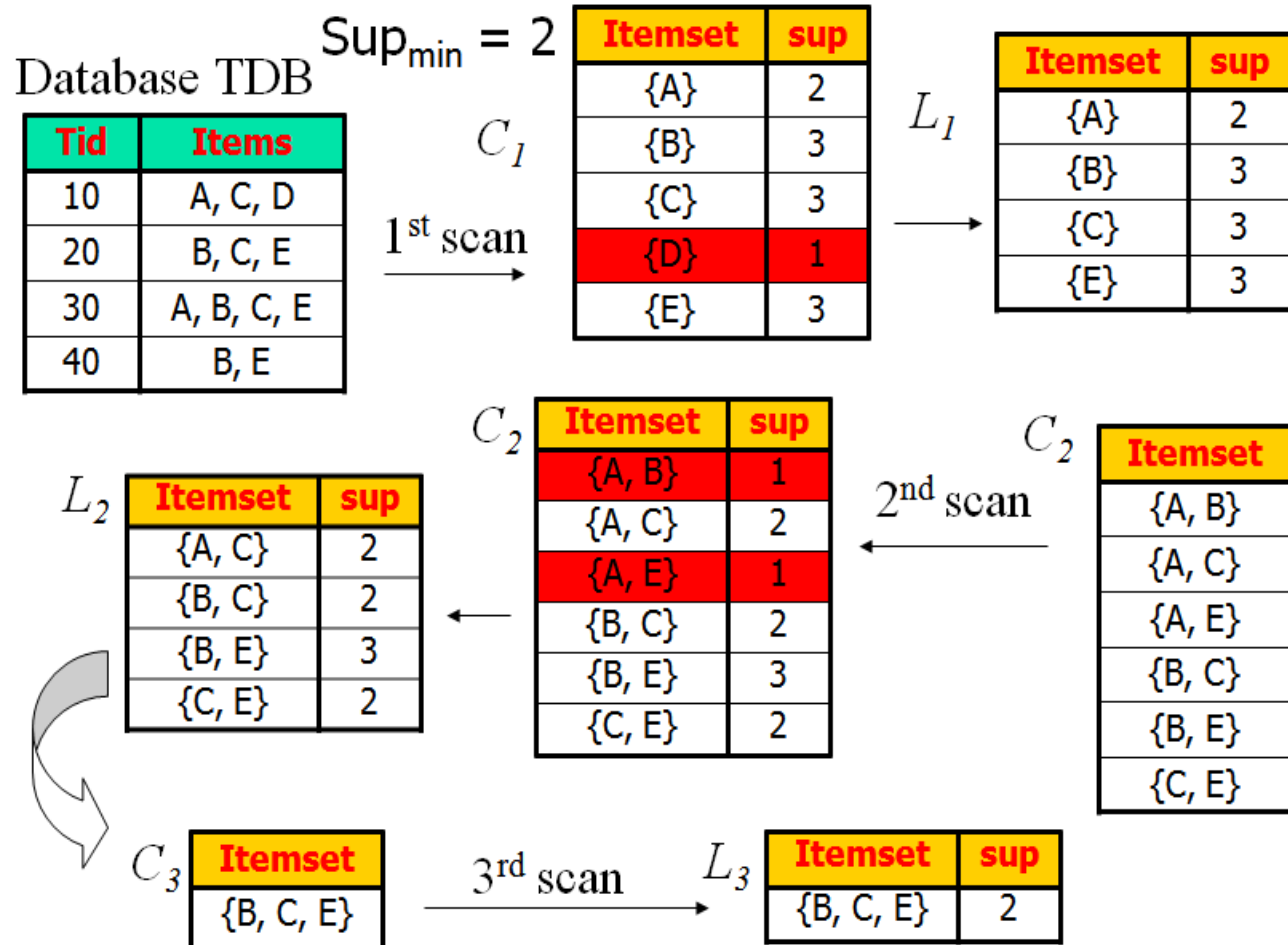 Sup_min = 2
Database TDB
Tid Items
10 A, C, D
20 B, C, E
30 A, B, C, E
40 B, E
1st scan
C1
Itemset sup
{A} 2
{B} 3
{C} 3
{D} 1
{E} 3
L1
Itemset sup
{A} 2
{B} 3
{C} 3
{E} 3
C2
Itemset
{A, B}
{A, C}
{A, E}
{B, C}
{B, E}
{C, E}
2nd scan
C2
Itemset sup
{A, B} 1
{A, C} 2
{A, E} 1
{B, C} 2
{B, E} 3
{C, E} 2
L2
Itemset sup
{A, C} 2
{B, C} 2
{B, E} 3
{C, E} 2
C3
Itemset
{B, C, E}
3rd scan
L3
Itemset sup
{B, C, E} 2